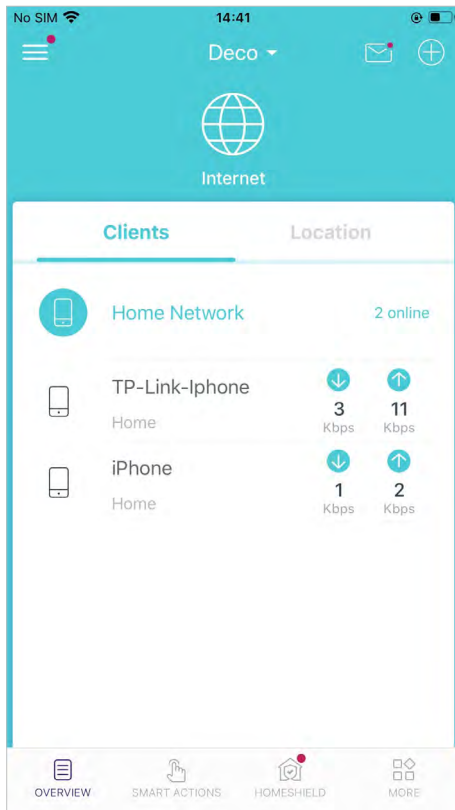 No SIM 14:41
Deco
Internet
Clients Location
Home Network 2 online
TP-Link-Iphone
Home
3 11
Kbps Kbps
iPhone
Home
1 2
Kbps Kbps
OVERVIEW SMART ACTIONS HOMESHIELD MORE